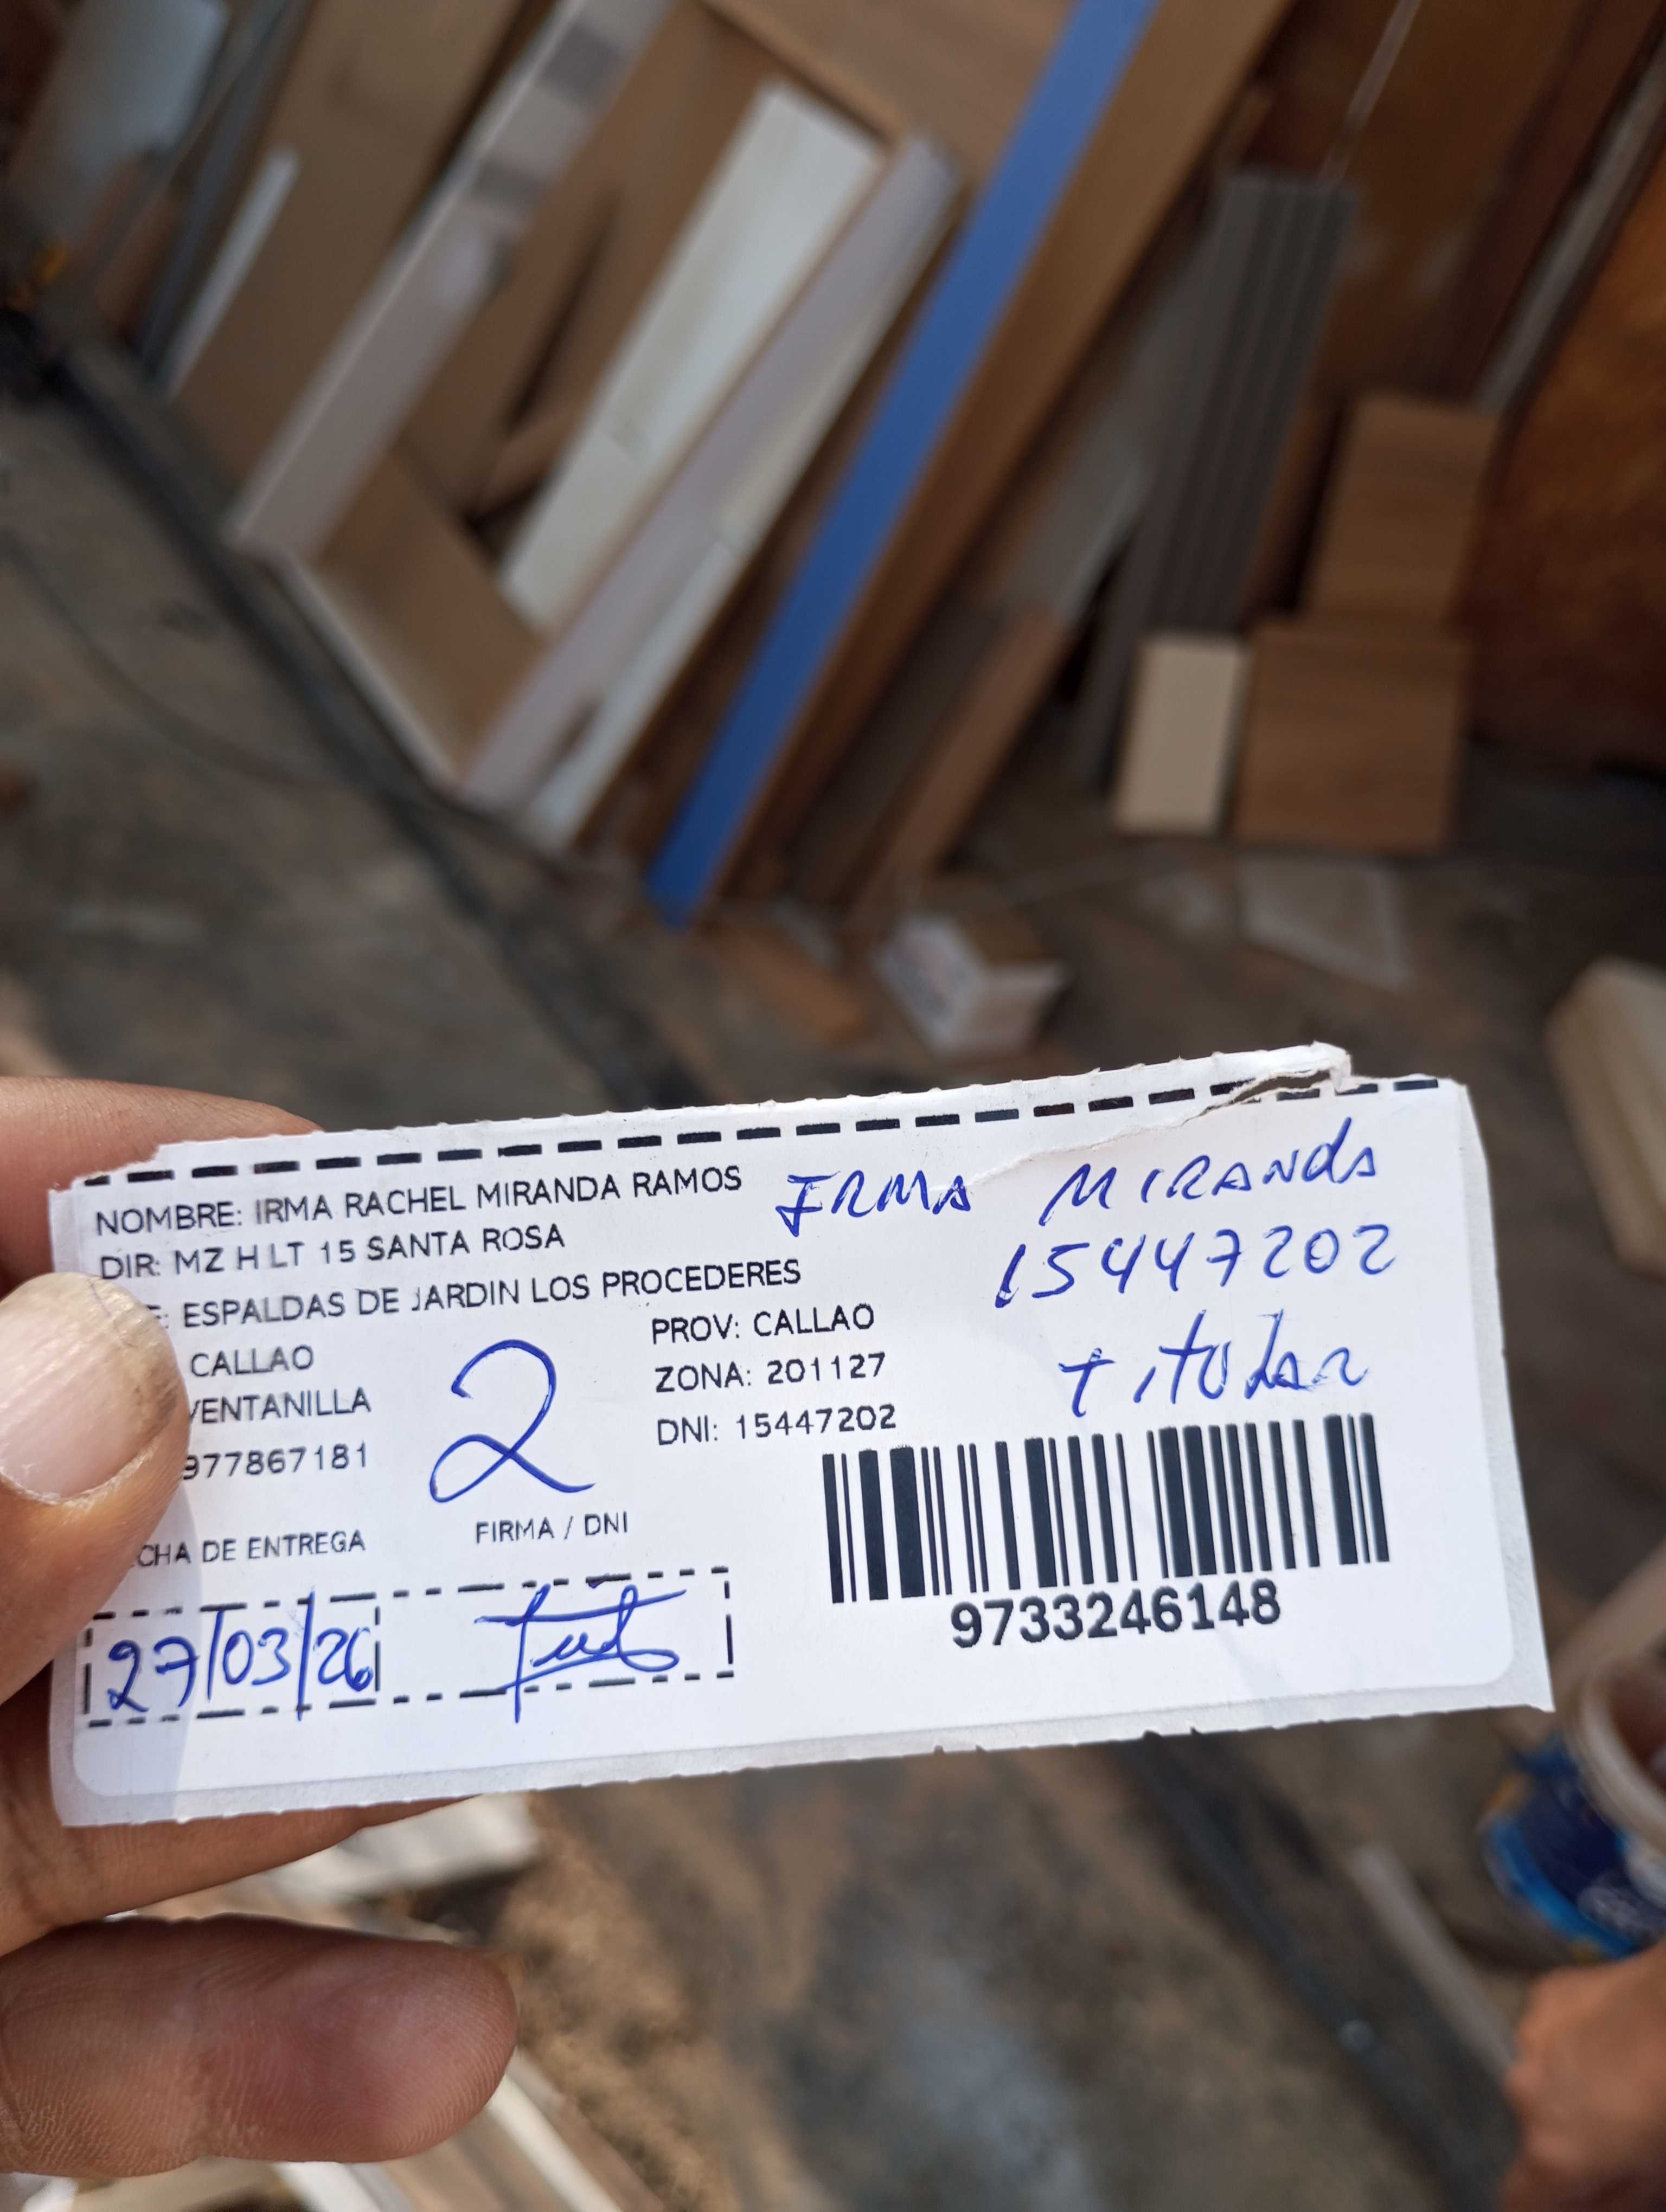 NOMBRE: IRMA RACHEL MIRANDA RAMOS
DIR: MZ H LT 15 SANTA ROSA
: ESPALDAS DE JARDIN LOS PROCEDERES
CALLAO
PROV: CALLAO
VENTANILLA
ZONA: 201127
977867181
DNI: 15447202
2
IRMA MIRANDA
15447202
titular
CHA DE ENTREGA
FIRMA / DNI
27/03/26
9733246148